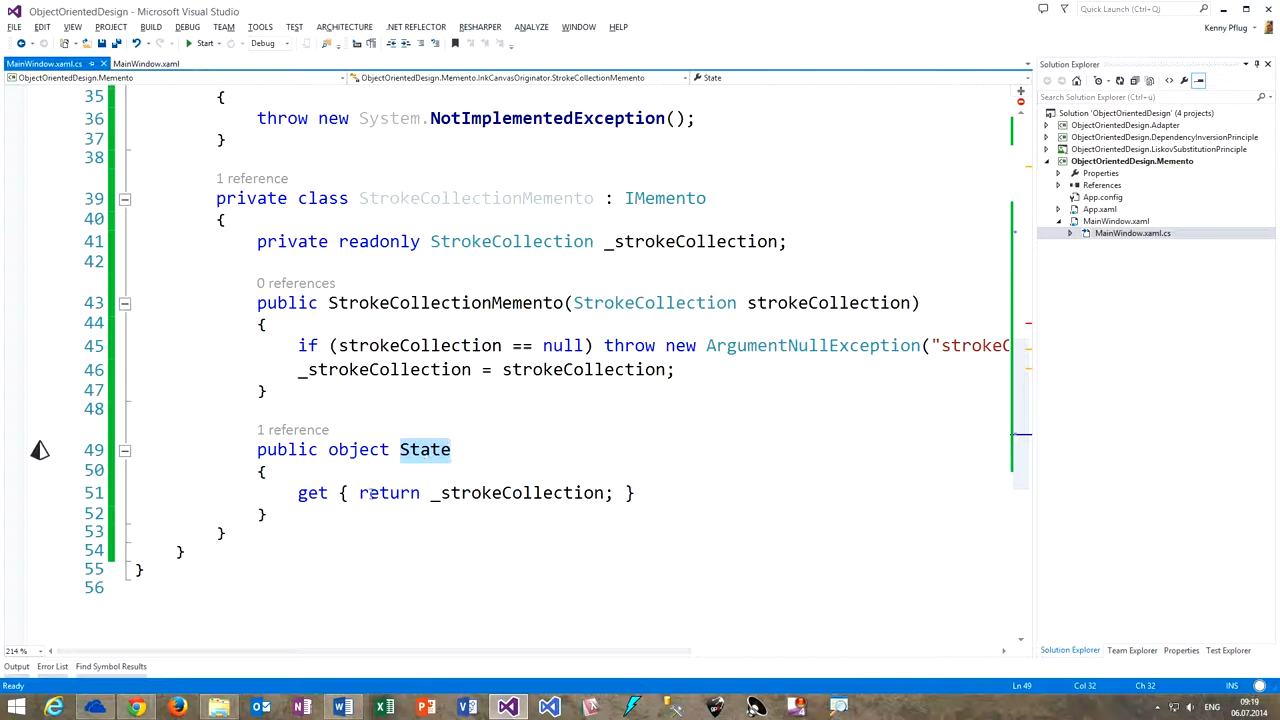 ObjectOrientedDesign - Microsoft Visual Studio
Quick Launch (Ctrl+Q)
FILE EDIT VIEW PROJECT BUILD DEBUG TEAM TOOLS TEST ARCHITECTURE .NET REFLECTOR RESHARPER ANALYZE WINDOW HELP
Kenny Pflug
Start Debug
MainWindow.xaml.cs MainWindow.xaml
ObjectOrientedDesign.Memento ObjectOrientedDesign.Memento.InkCanvasOriginator.StrokeCollectionMemento State
35 {
36 throw new System.NotImplementedException();
37 }
38
1 reference
39 private class StrokeCollectionMemento : IMemento
40 {
41 private readonly StrokeCollection _strokeCollection;
42
0 references
43 public StrokeCollectionMemento(StrokeCollection strokeCollection)
44 {
45 if (strokeCollection == null) throw new ArgumentNullException("strokeC
46 _strokeCollection = strokeCollection;
47 }
48
1 reference
49 public object State
50 {
51 get { return _strokeCollection; }
52 }
53 }
54 }
55 }
56
214 %
Solution Explorer
Search Solution Explorer (Ctrl+ü)
Solution 'ObjectOrientedDesign' (4 projects)
ObjectOrientedDesign.Adapter
ObjectOrientedDesign.DependencyInversionPrinciple
ObjectOrientedDesign.LiskovSubstitutionPrinciple
ObjectOrientedDesign.Memento
Properties
References
App.config
App.xaml
MainWindow.xaml
MainWindow.xaml.cs
Solution Explorer Team Explorer Properties Test Explorer
Output Error List Find Symbol Results
Ready Ln 49 Col 32 Ch 32 INS
ENG
09:19
06.07.2014